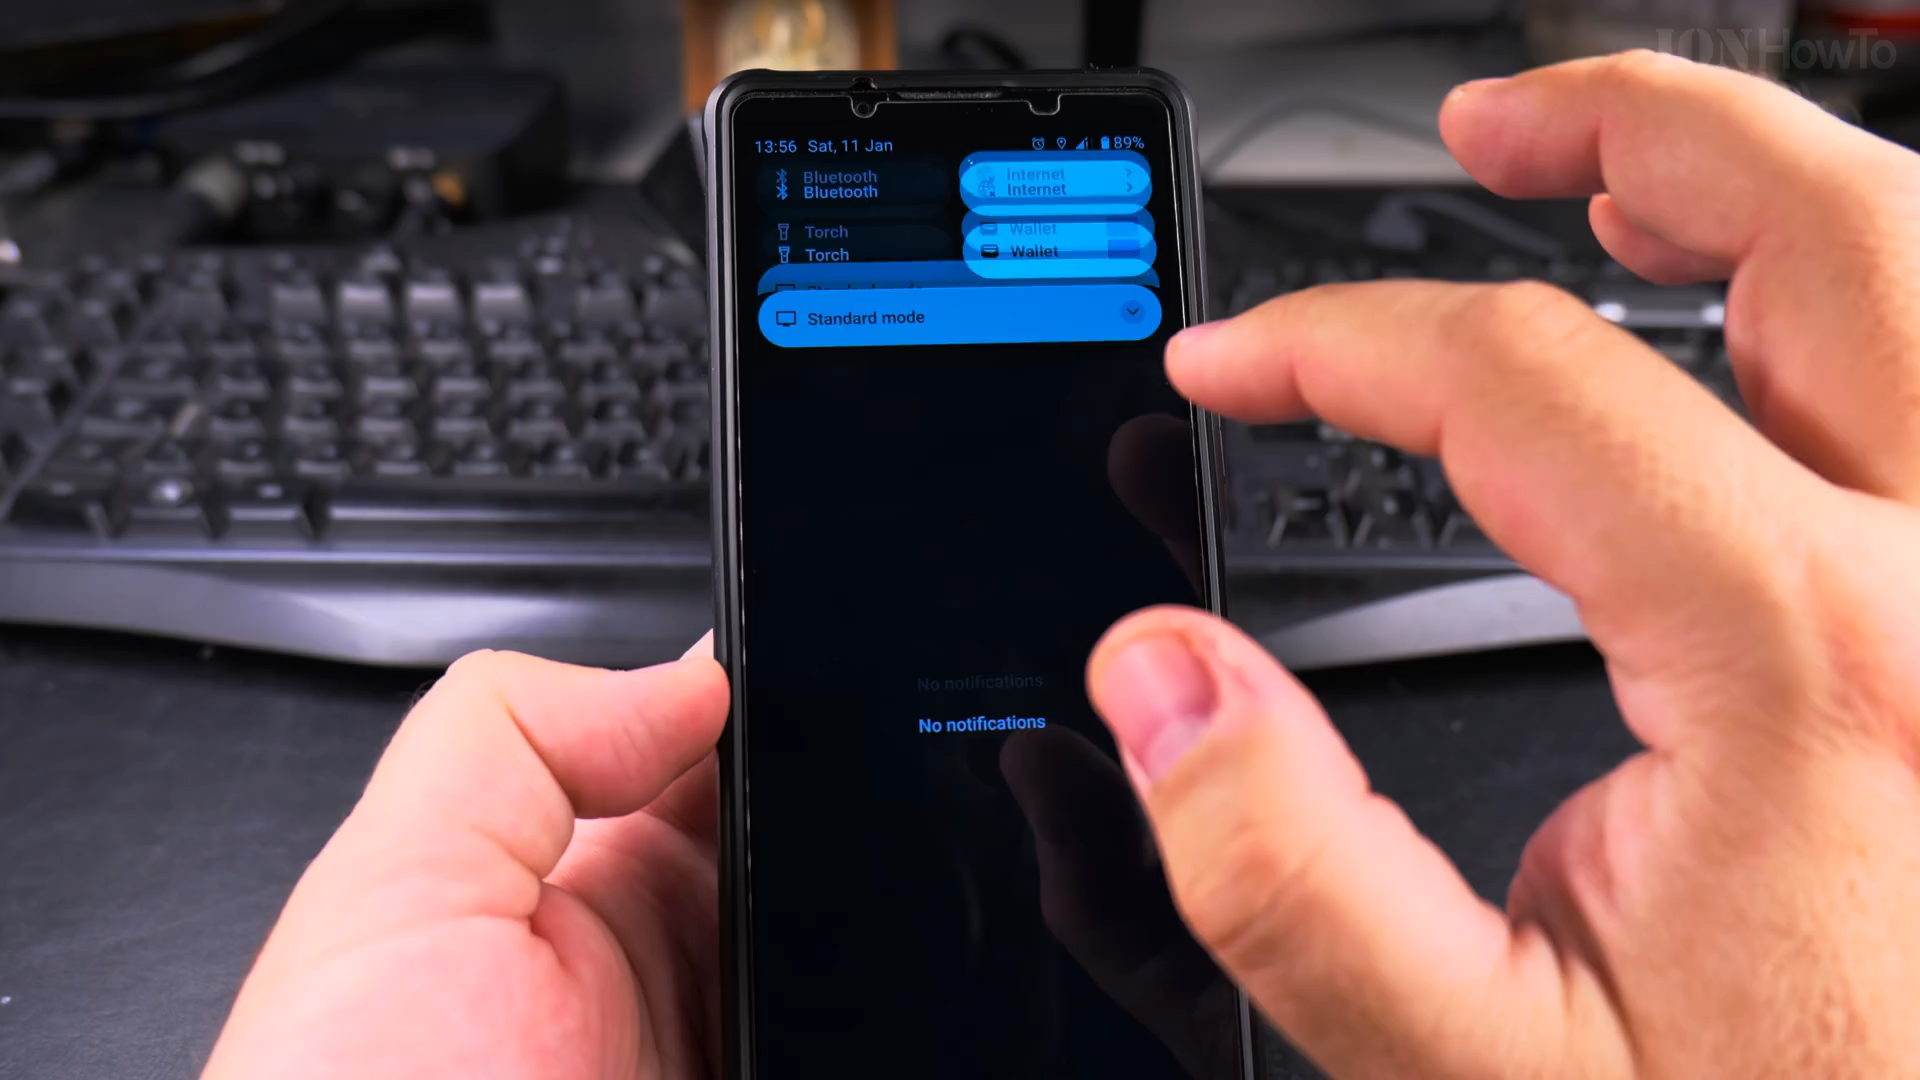 IONHowTo
13:56 Sat, 11 Jan 89%
Bluetooth Internet
Bluetooth Internet
Torch Wallet
Torch Wallet
Standard mode
No notifications
No notifications